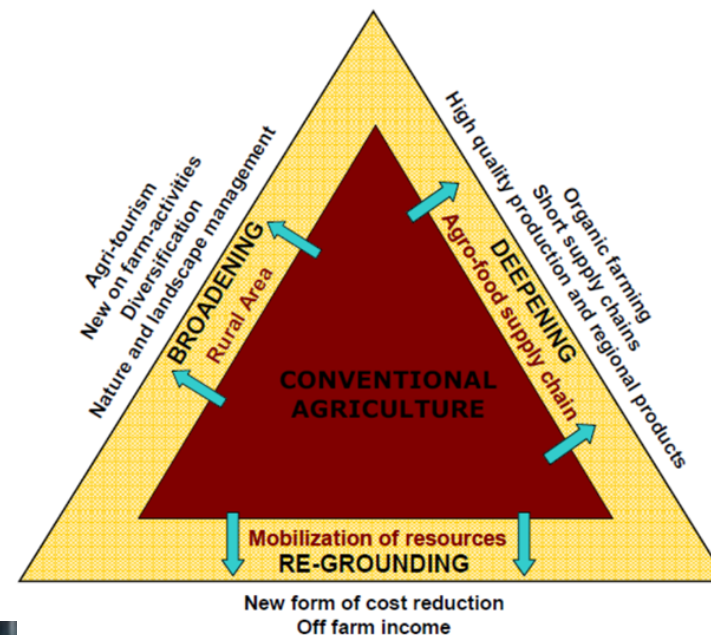 Agri-tourism
New on farm-activities
Diversification
Nature and landscape management
BROADENING
Rural Area
Organic farming
Short supply chains
High quality production and regional products
DEEPENING
Agro-food supply chain
CONVENTIONAL
AGRICULTURE
Mobilization of resources
RE-GROUNDING
New form of cost reduction
Off farm income